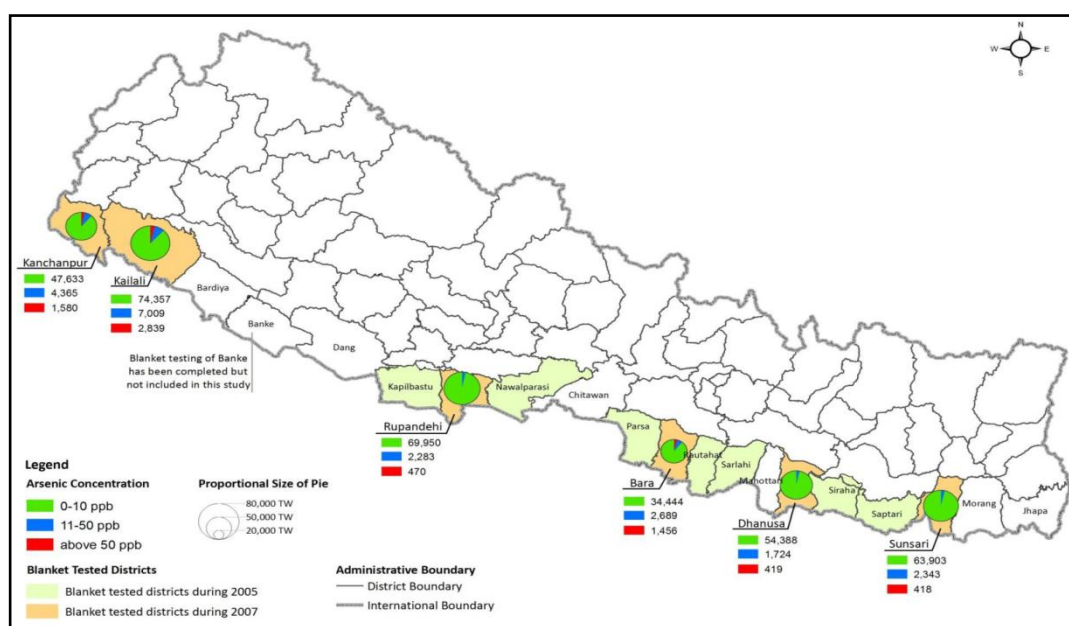 N
W E
S
Kanchanpur
47,633
4,365
1,580
Kailali
74,357
7,009
2,839
Bardiya
Banke
Dang
Blanket testing of Banke
has been completed but
not included in this study
Kapilbastu
Nawalparasi
Chitawan
Rupandehi
69,950
2,283
470
Parsa
Rautahat
Sarlahi
Mahottari
Bara
34,444
2,689
1,456
Siraha
Saptari
Dhanusa
54,388
1,724
419
Morang
Jhapa
Sunsari
63,903
2,343
418
Legend
Arsenic Concentration
0-10 ppb
11-50 ppb
above 50 ppb
Proportional Size of Pie
80,000 TW
50,000 TW
20,000 TW
Blanket Tested Districts
Blanket tested districts during 2005
Blanket tested districts during 2007
Administrative Boundary
District Boundary
International Boundary